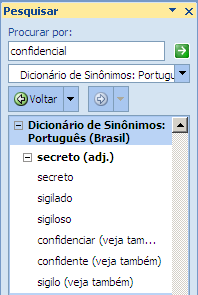 Pesquisar
Procurar por:
confidencial
Dicionário de Sinônimos: Portugu
Voltar
Dicionário de Sinônimos:
Português (Brasil)
secreto (adj.)
secreto
sigilado
sigiloso
confidenciar (veja tam...
confidente (veja também)
sigilo (veja também)